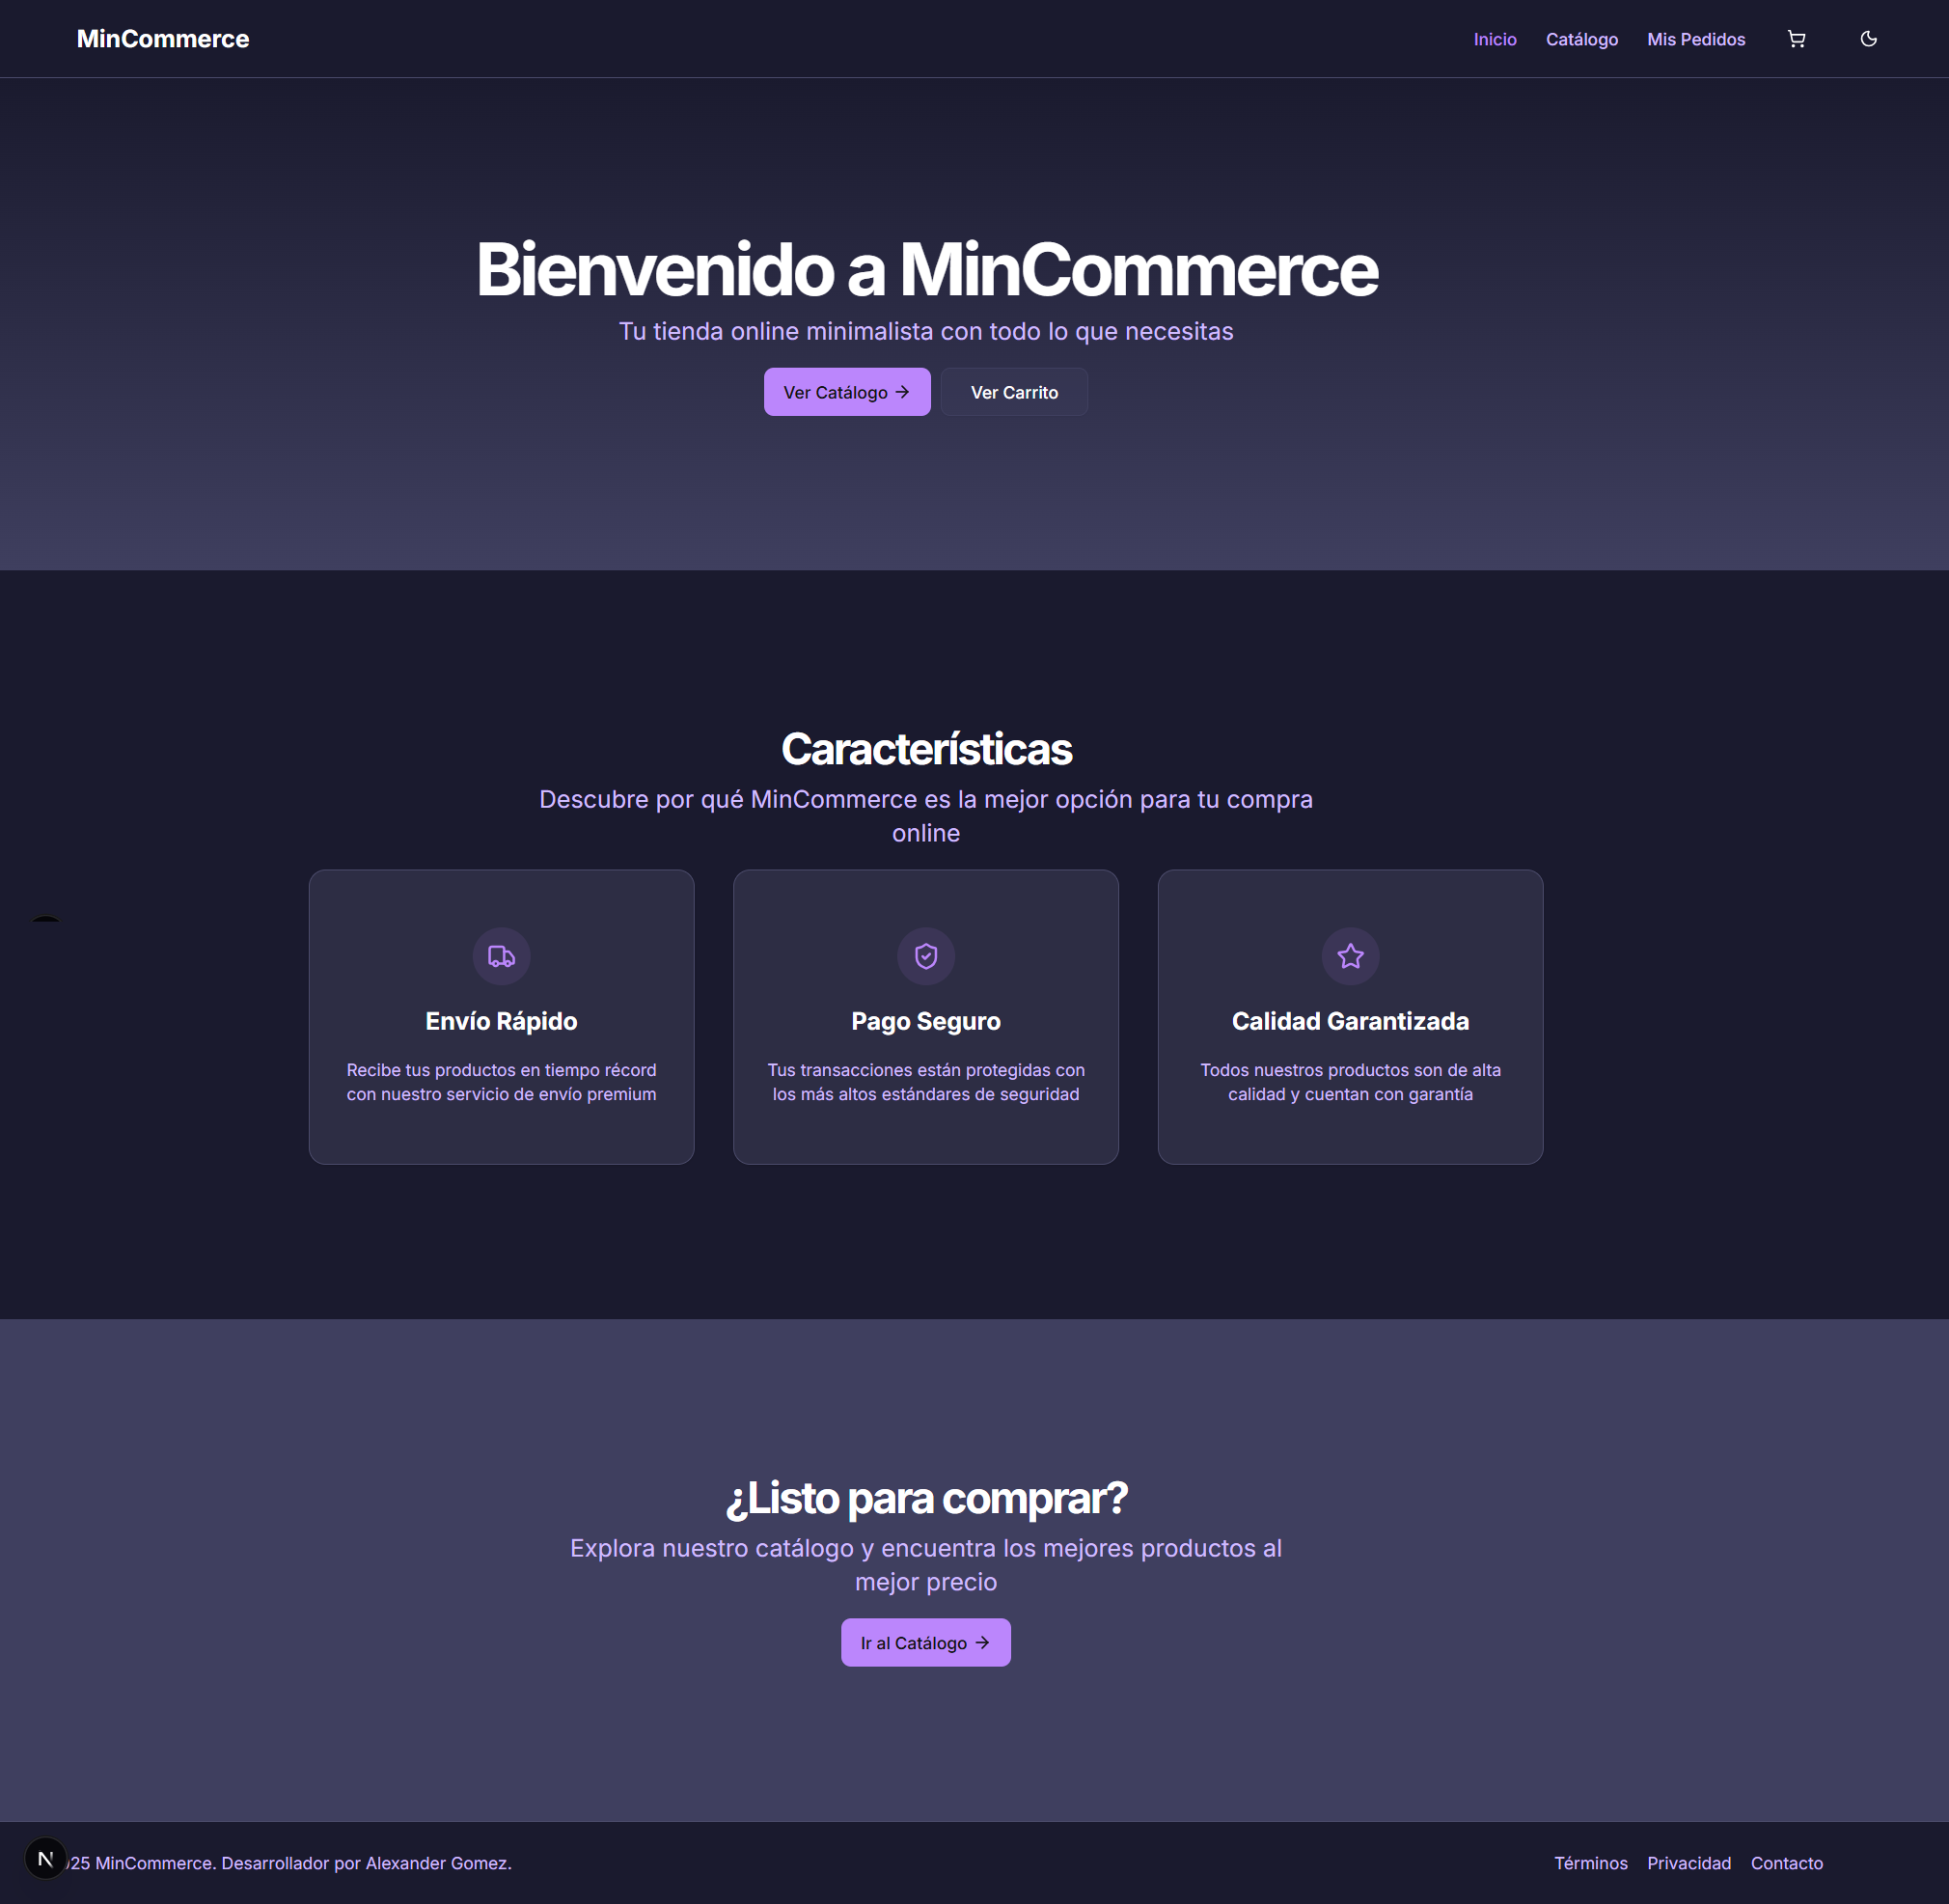 MinCommerce
Inicio Catálogo Mis Pedidos
Bienvenido a MinCommerce
Tu tienda online minimalista con todo lo que necesitas
Ver Catálogo → Ver Carrito
Características
Descubre por qué MinCommerce es la mejor opción para tu compra
online
Envío Rápido
Recibe tus productos en tiempo récord
con nuestro servicio de envío premium
Pago Seguro
Tus transacciones están protegidas con
los más altos estándares de seguridad
Calidad Garantizada
Todos nuestros productos son de alta
calidad y cuentan con garantía
¿Listo para comprar?
Explora nuestro catálogo y encuentra los mejores productos al
mejor precio
Ir al Catálogo →
N
25 MinCommerce. Desarrollador por Alexander Gomez.
Términos Privacidad Contacto